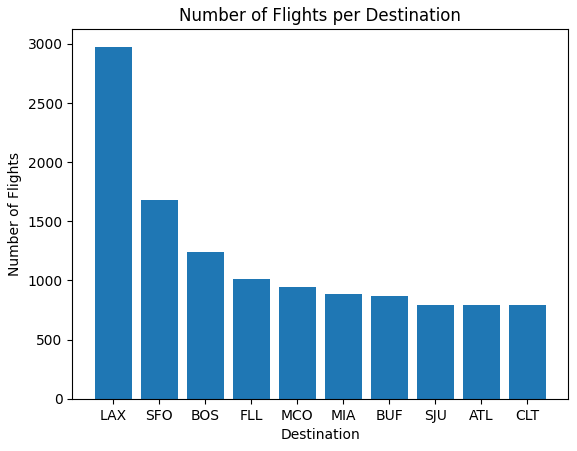 Number of Flights per Destination
Number of Flights
3000
2500
2000
1500
1000
500
0
LAX SFO BOS FLL MCO MIA BUF SJU ATL CLT
Destination